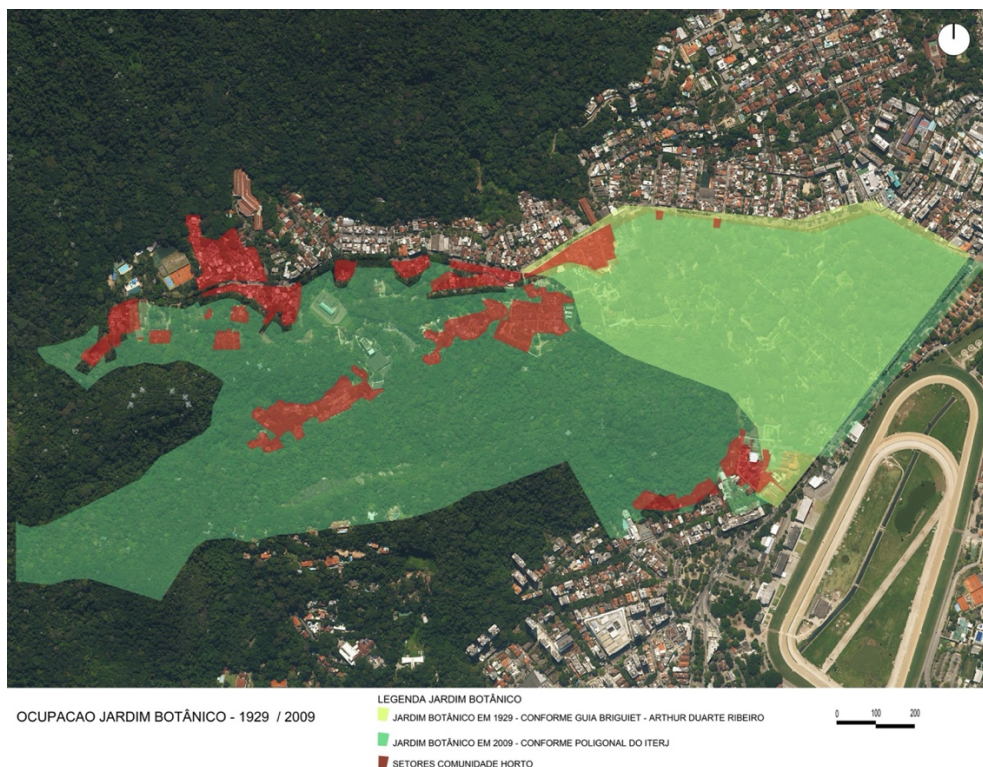 OCUPACAO JARDIM BOTÂNICO - 1929 / 2009
LEGENDA JARDIM BOTÂNICO
JARDIM BOTÂNICO EM 1929 - CONFORME GUIA BRIGUIET - ARTHUR DUARTE RIBEIRO
JARDIM BOTÂNICO EM 2009 - CONFORME POLIGONAL DO ITERJ
SETORES COMUNIDADE HORTO
0 100 200